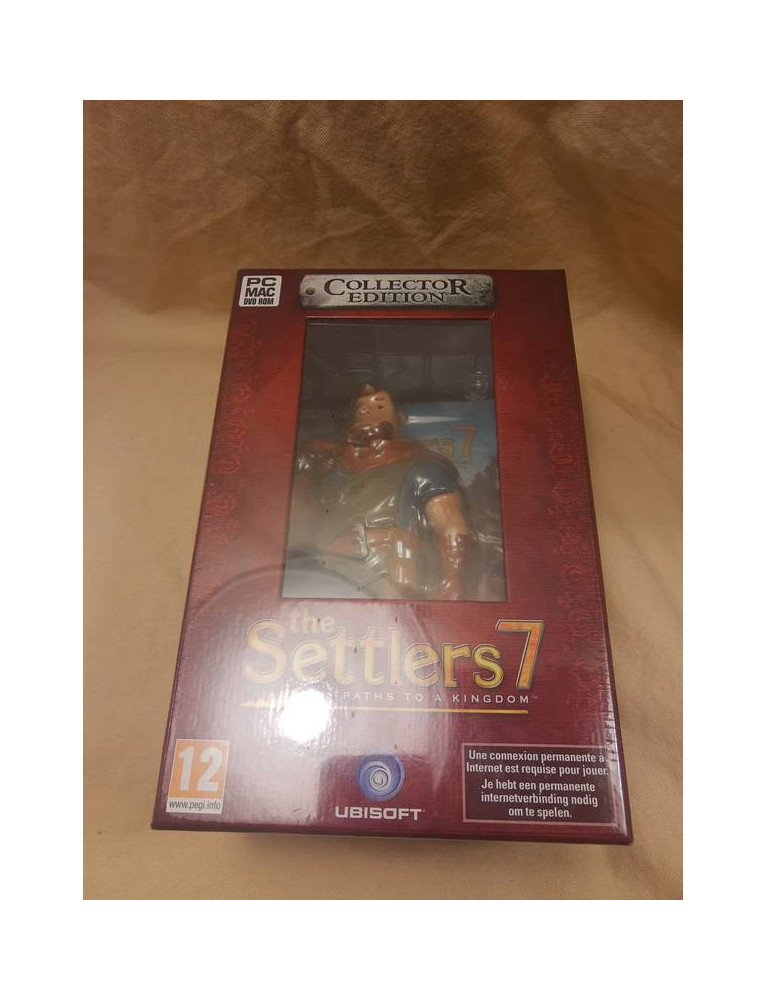 PC
MAC
DVD ROM
COLLECTOR
EDITION
the
Settlers 7
PATHS TO A KINGDOM™
12
www.pegi.info
UBISOFT
Une connexion permanente à
Internet est requise pour jouer.
Je hebt een permanente
internetverbinding nodig
om te spelen.